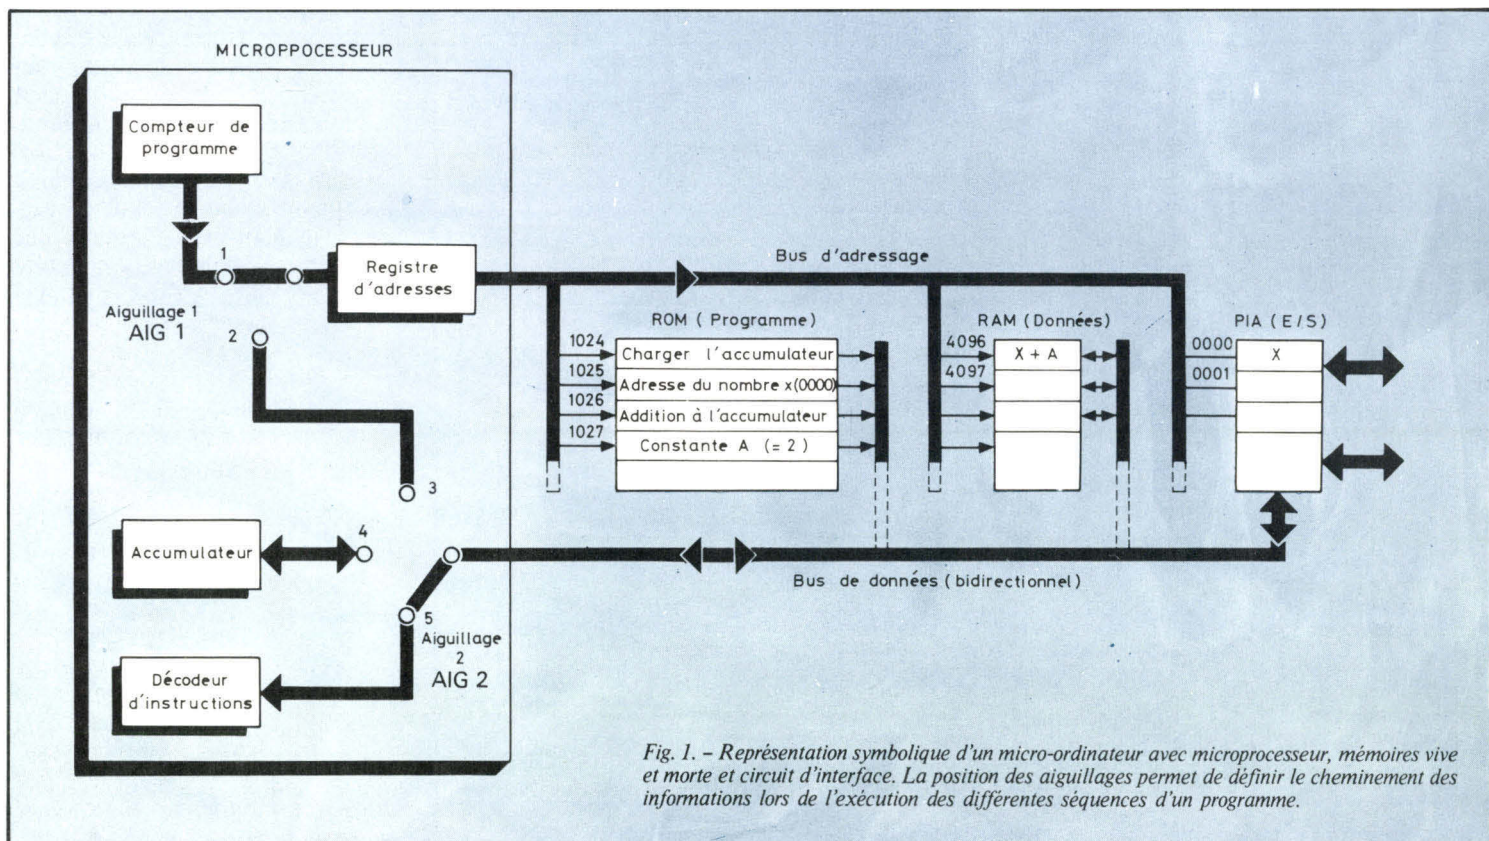 MICROPPOCESSEUR
Compteur de
programme
Registre
d'adresses
Aiguillage 1
AIG 1
2
3
4
Accumulateur
5
Aiguillage
2
AIG 2
Décodeur
d'instructions
Bus d'adressage
ROM (Programme)
1024
Charger l'accumulateur
1025
Adresse du nombre x(0000)
1026
Addition à l'accumulateur
1027
Constante A (= 2)
RAM (Données)
4096
X + A
4097
PIA (E/S)
0000
X
0001
Bus de données (bidirectionnel)
Fig. 1. – Représentation symbolique d'un micro-ordinateur avec microprocesseur, mémoires vive
et morte et circuit d'interface. La position des aiguillages permet de définir le cheminement des
informations lors de l'exécution des différentes séquences d'un programme.